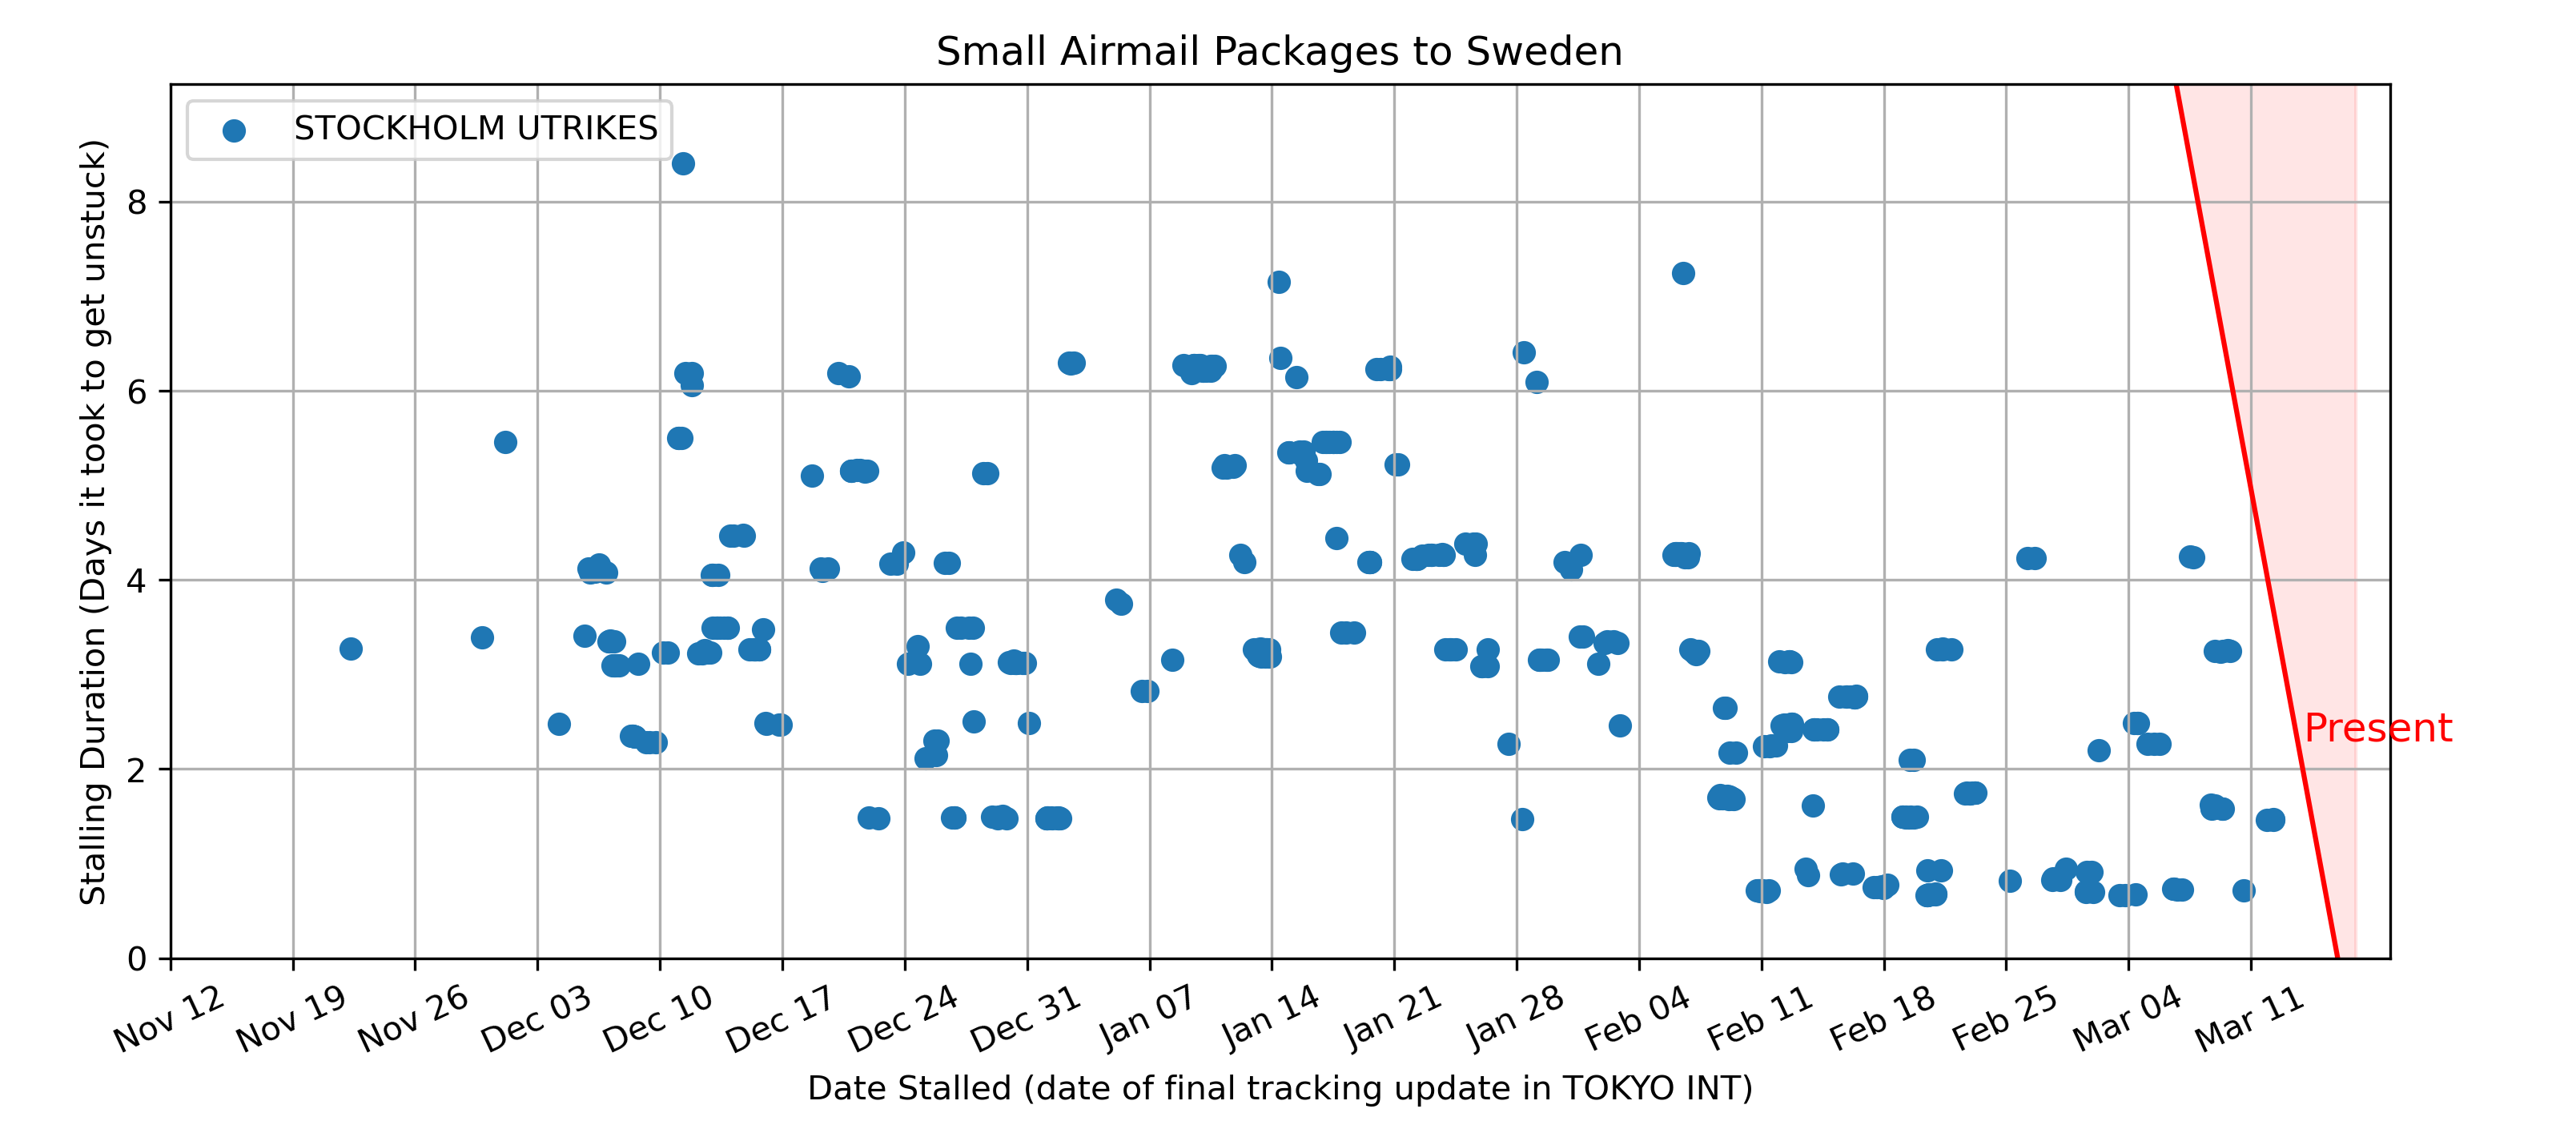 Small Airmail Packages to Sweden
STOCKHOLM UTRIKES
Stalling Duration (Days it took to get unstuck)
8
6
4
2
0
Present
Nov 12
Nov 19
Nov 26
Dec 03
Dec 10
Dec 17
Dec 24
Dec 31
Jan 07
Jan 14
Jan 21
Jan 28
Feb 04
Feb 11
Feb 18
Feb 25
Mar 04
Mar 11
Date Stalled (date of final tracking update in TOKYO INT)